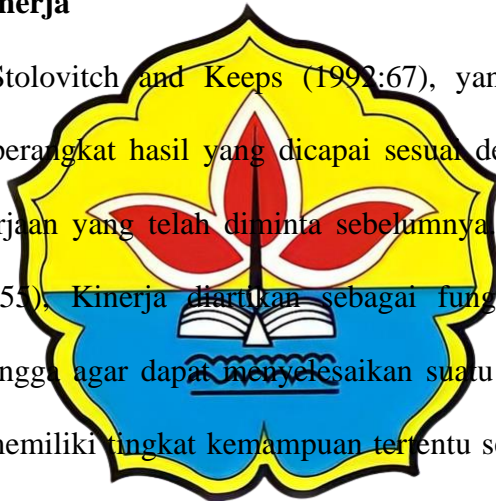 nerja
Stolovitch and Keeps (1992:67), yan
perangkat hasil yang dicapai sesuai de
rjaan yang telah diminta sebelumnya.
55), Kinerja diartikan sebagai fung
ngga agar dapat menyelesaikan suatu
memiliki tingkat kemampuan tertentu se